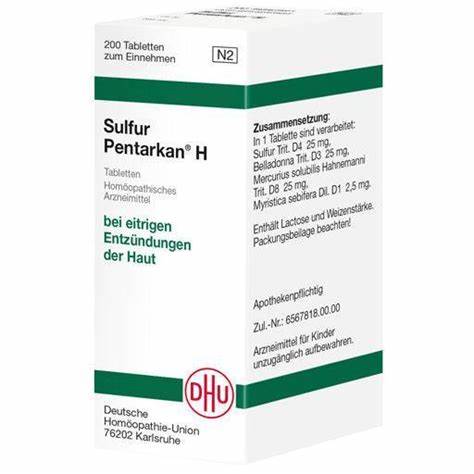 200 Tabletten
zum Einnehmen
N2
Sulfur
Pentarkan® H
Tabletten
Homöopathisches
Arzneimittel
bei eitrigen
Entzündungen
der Haut
DHU
Deutsche
Homöopathie-Union
76202 Karlsruhe
Zusammensetzung:
In 1 Tablette sind verarbeitet:
Sulfur Trit. D4 25 mg,
Belladonna Trit. D3 25 mg,
Mercurius solubilis Hahnemanni
Trit. D8 25 mg,
Myristica sebifera Dil. D1 2,5 mg.
Enthält Lactose und Weizenstärke.
Packungsbeilage beachten!
Apothekenpflichtig
Zul.-Nr.: 6567818.00.00
Arzneimittel für Kinder
unzugänglich aufbewahren.